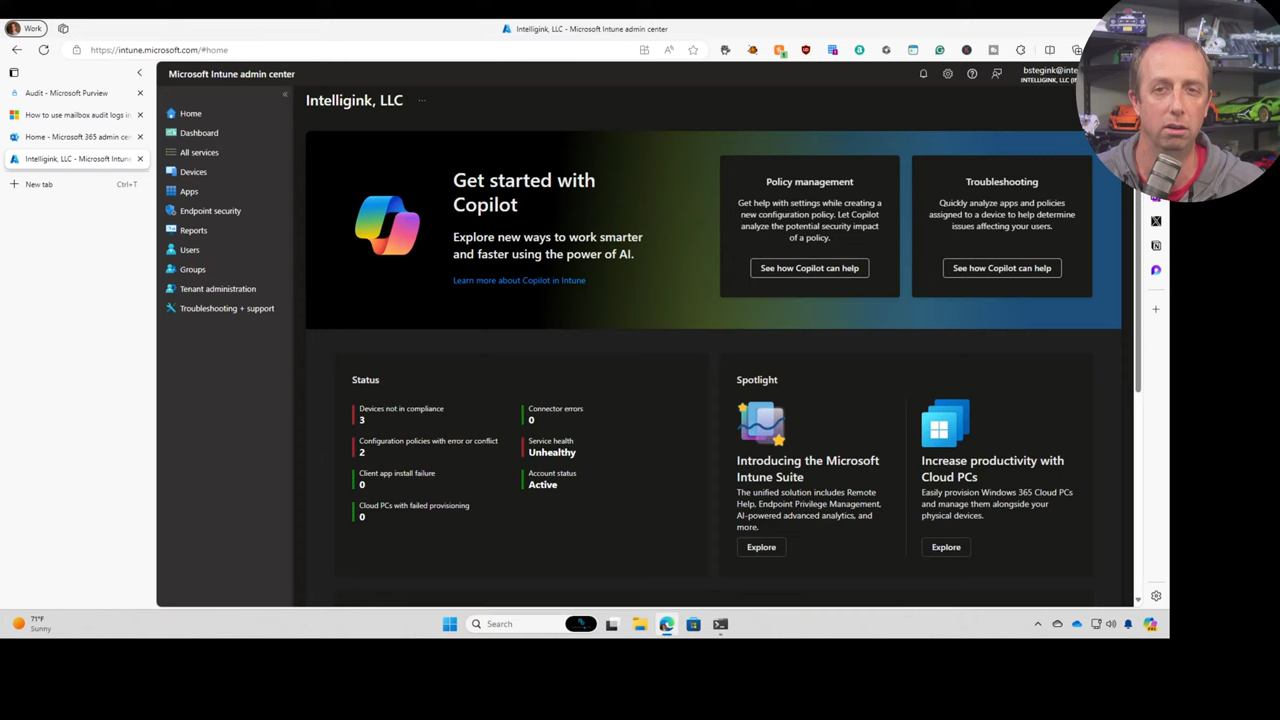 Work
Intelligink, LLC - Microsoft Intune admin center
https://intune.microsoft.com/#home
Audit - Microsoft Purview
How to use mailbox audit logs in
Home - Microsoft 365 admin cen
Intelligink, LLC - Microsoft Intune
New tab
Ctrl+T
Microsoft Intune admin center
bstegink@inte
INTELLIGINK, LLC (IN
Home
Dashboard
All services
Devices
Apps
Endpoint security
Reports
Users
Groups
Tenant administration
Troubleshooting + support
Intelligink, LLC
Get started with
Copilot
Explore new ways to work smarter
and faster using the power of AI.
Learn more about Copilot in Intune
Policy management
Get help with settings while creating a
new configuration policy. Let Copilot
analyze the potential security impact
of a policy.
See how Copilot can help
Troubleshooting
Quickly analyze apps and policies
assigned to a device to help determine
issues affecting your users.
See how Copilot can help
Status
Devices not in compliance
3
Configuration policies with error or conflict
2
Client app install failure
0
Cloud PCs with failed provisioning
0
Connector errors
0
Service health
Unhealthy
Account status
Active
Spotlight
Introducing the Microsoft
Intune Suite
The unified solution includes Remote
Help, Endpoint Privilege Management,
AI-powered advanced analytics, and
more.
Explore
Increase productivity with
Cloud PCs
Easily provision Windows 365 Cloud PCs
and manage them alongside your
physical devices.
Explore
71°F
Sunny
Search